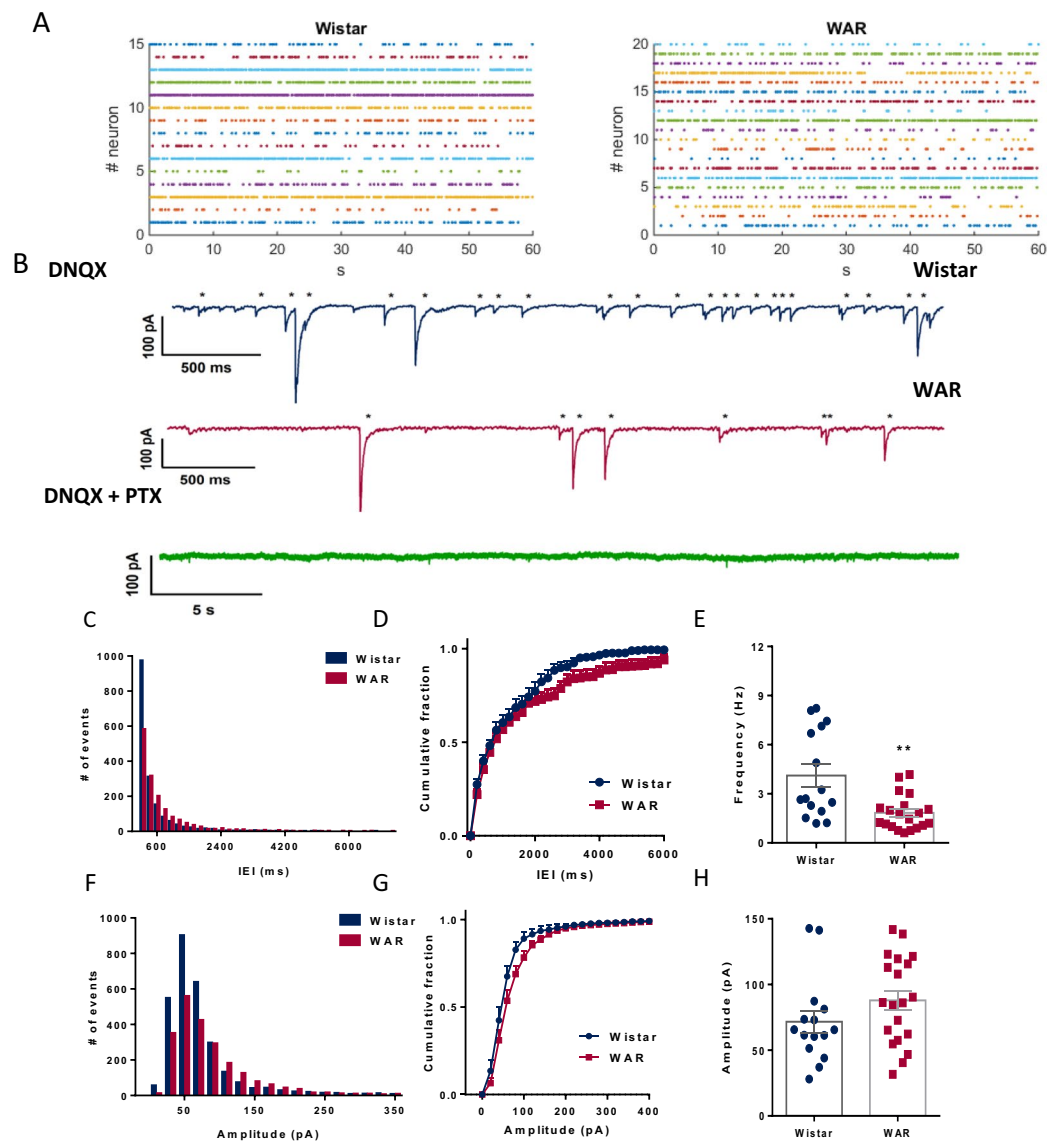 A
Wistar
WAR
15
10
5
0
# neuron
0 10 20 30 40 50 60
s
20
15
10
5
0
# neuron
0 10 20 30 40 50 60
s
B
DNQX
Wistar
* * * * * * * * * * * * * * * * * * * * * *
100 pA
500 ms
WAR
* * * * * ** *
100 pA
500 ms
DNQX + PTX
100 pA
5 s
C
1000
800
600
400
200
0
# of events
600 2400 4200 6000
IEI (ms)
Wistar
WAR
D
1.0
0.5
0.0
Cumulative fraction
0 2000 4000 6000
IEI (ms)
Wistar
WAR
E
12
9
6
3
0
Frequency (Hz)
**
Wistar WAR
F
1000
800
600
400
200
0
# of events
50 150 250 350
Amplitude (pA)
Wistar
WAR
G
1.0
0.5
0.0
Cumulative fraction
0 100 200 300 400
Amplitude (pA)
Wistar
WAR
H
150
100
50
0
Amplitude (pA)
Wistar WAR